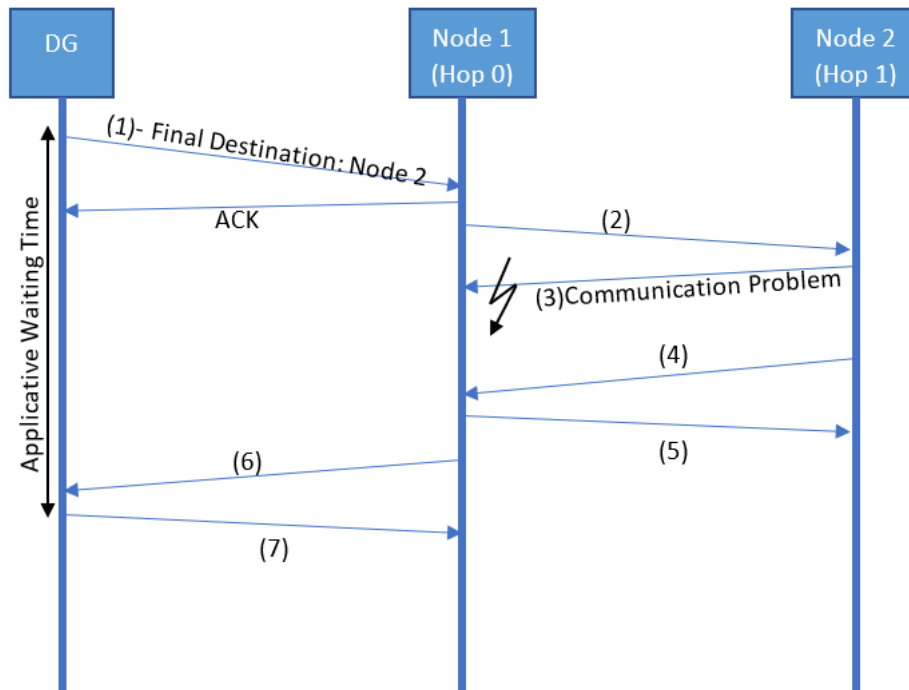 DG
Node 1
(Hop 0)
Node 2
(Hop 1)
(1)- Final Destination: Node 2
ACK
(2)
(3)Communication Problem
Applicative Waiting Time
(4)
(5)
(6)
(7)